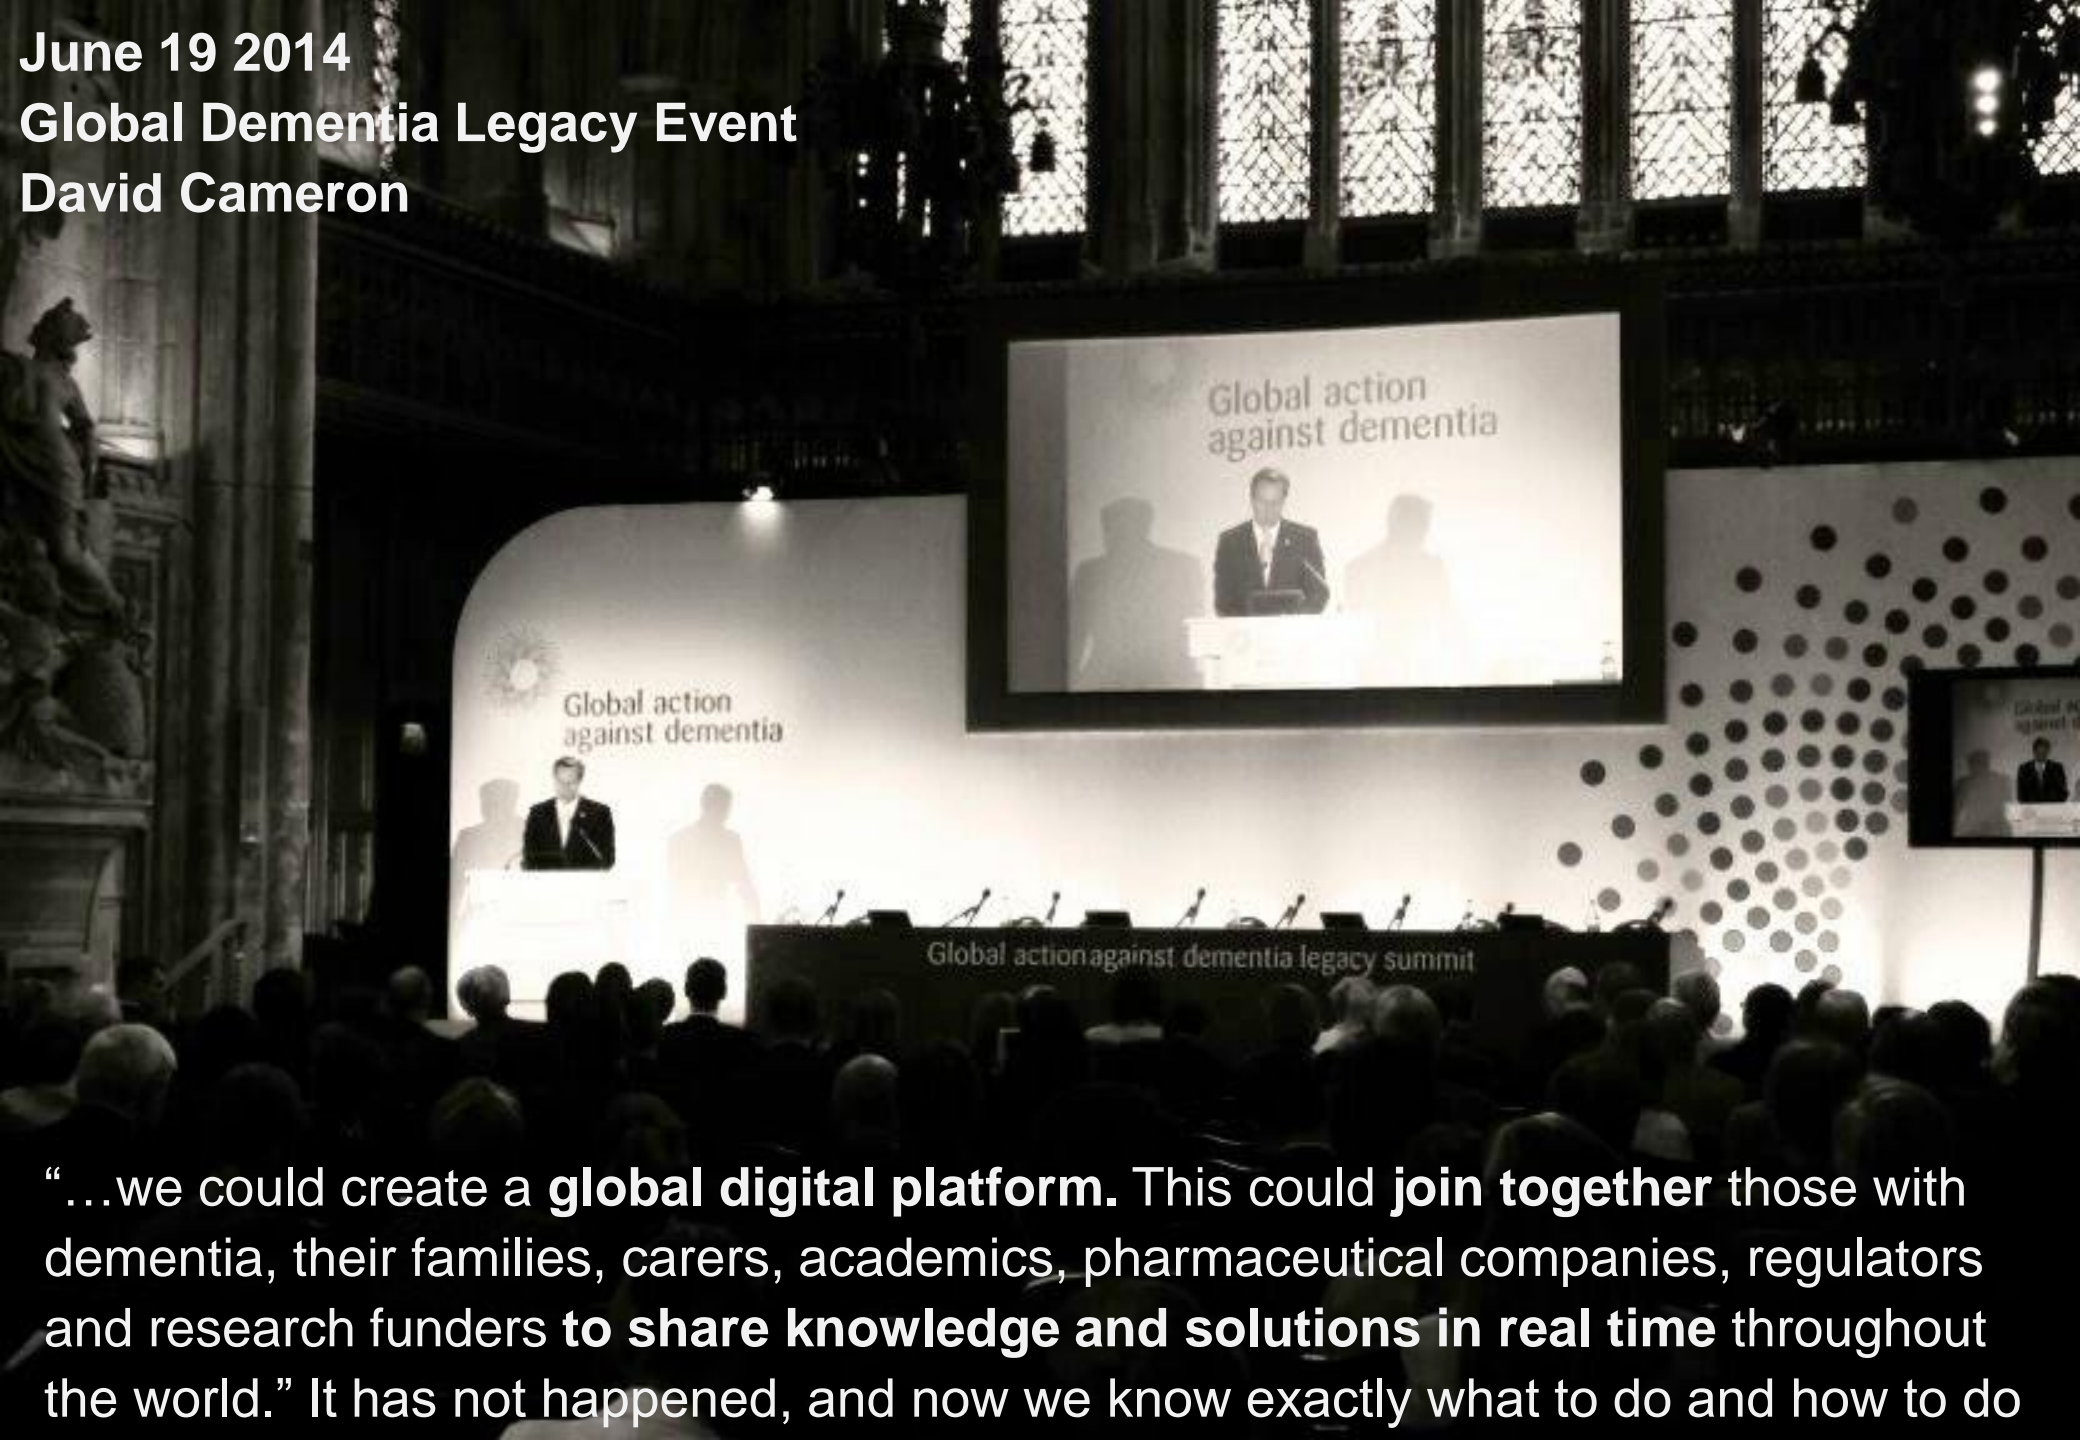 June 19 2014
Global Dementia Legacy Event
David Cameron
Global action
against dementia
Global action
against dementia
Global action against dementia legacy summit
“…we could create a global digital platform. This could join together those with
dementia, their families, carers, academics, pharmaceutical companies, regulators
and research funders to share knowledge and solutions in real time throughout
the world.” It has not happened, and now we know exactly what to do and how to do